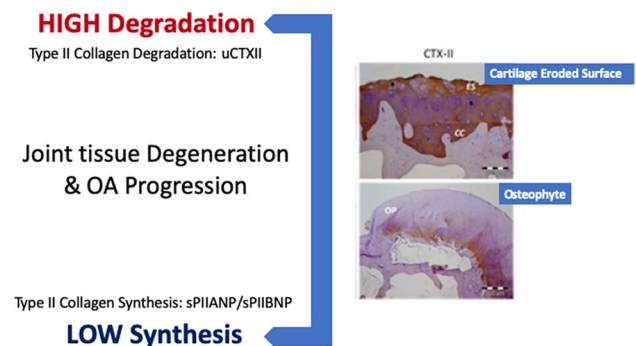 HIGH Degradation
Type II Collagen Degradation: uCTXII
Joint tissue Degeneration
& OA Progression
Type II Collagen Synthesis: sPIIANP/sPIIBNP
LOW Synthesis
CTX-II
Cartilage Eroded Surface
ES
CC
Osteophyte
OP